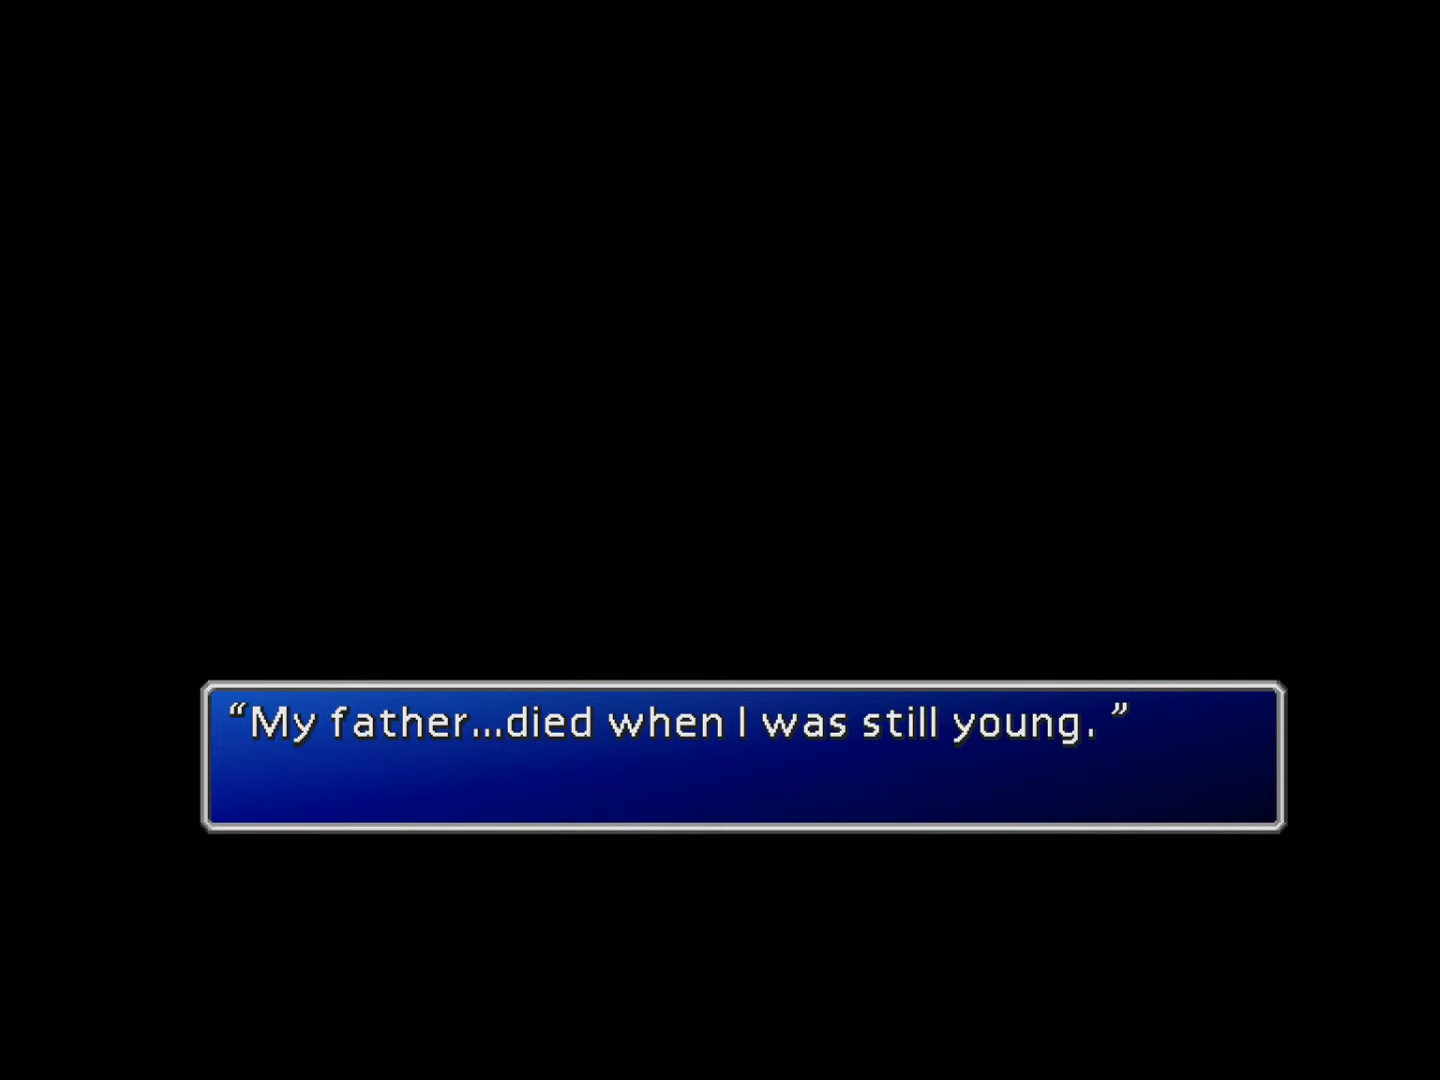 “My father...died when I was still young. ”